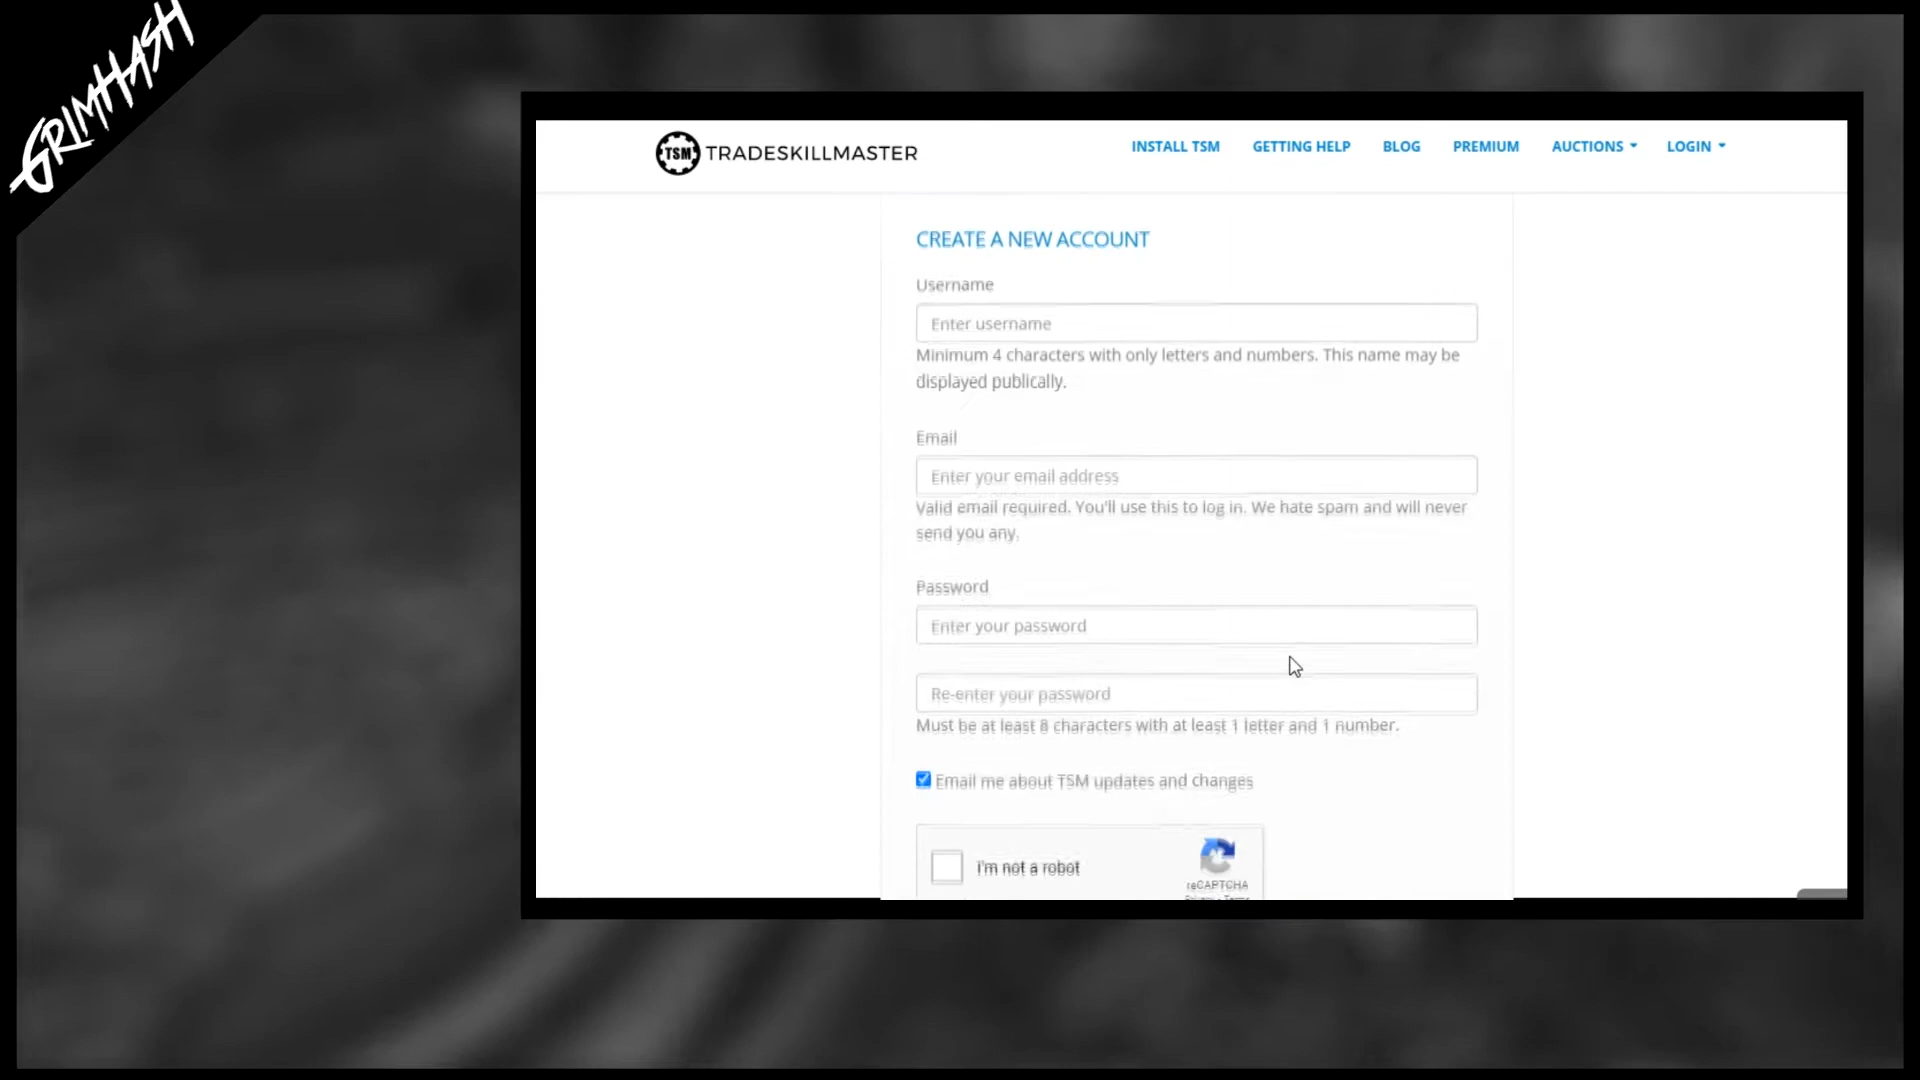 GRIMHASH
TSM TRADESKILLMASTER
INSTALL TSM GETTING HELP BLOG PREMIUM AUCTIONS LOGIN
CREATE A NEW ACCOUNT
Username
Enter username
Minimum 4 characters with only letters and numbers. This name may be
displayed publically.
Email
Enter your email address
Valid email required. You'll use this to log in. We hate spam and will never
send you any.
Password
Enter your password
Re-enter your password
Must be at least 8 characters with at least 1 letter and 1 number.
Email me about TSM updates and changes
I'm not a robot
reCAPTCHA
Privacy - Terms